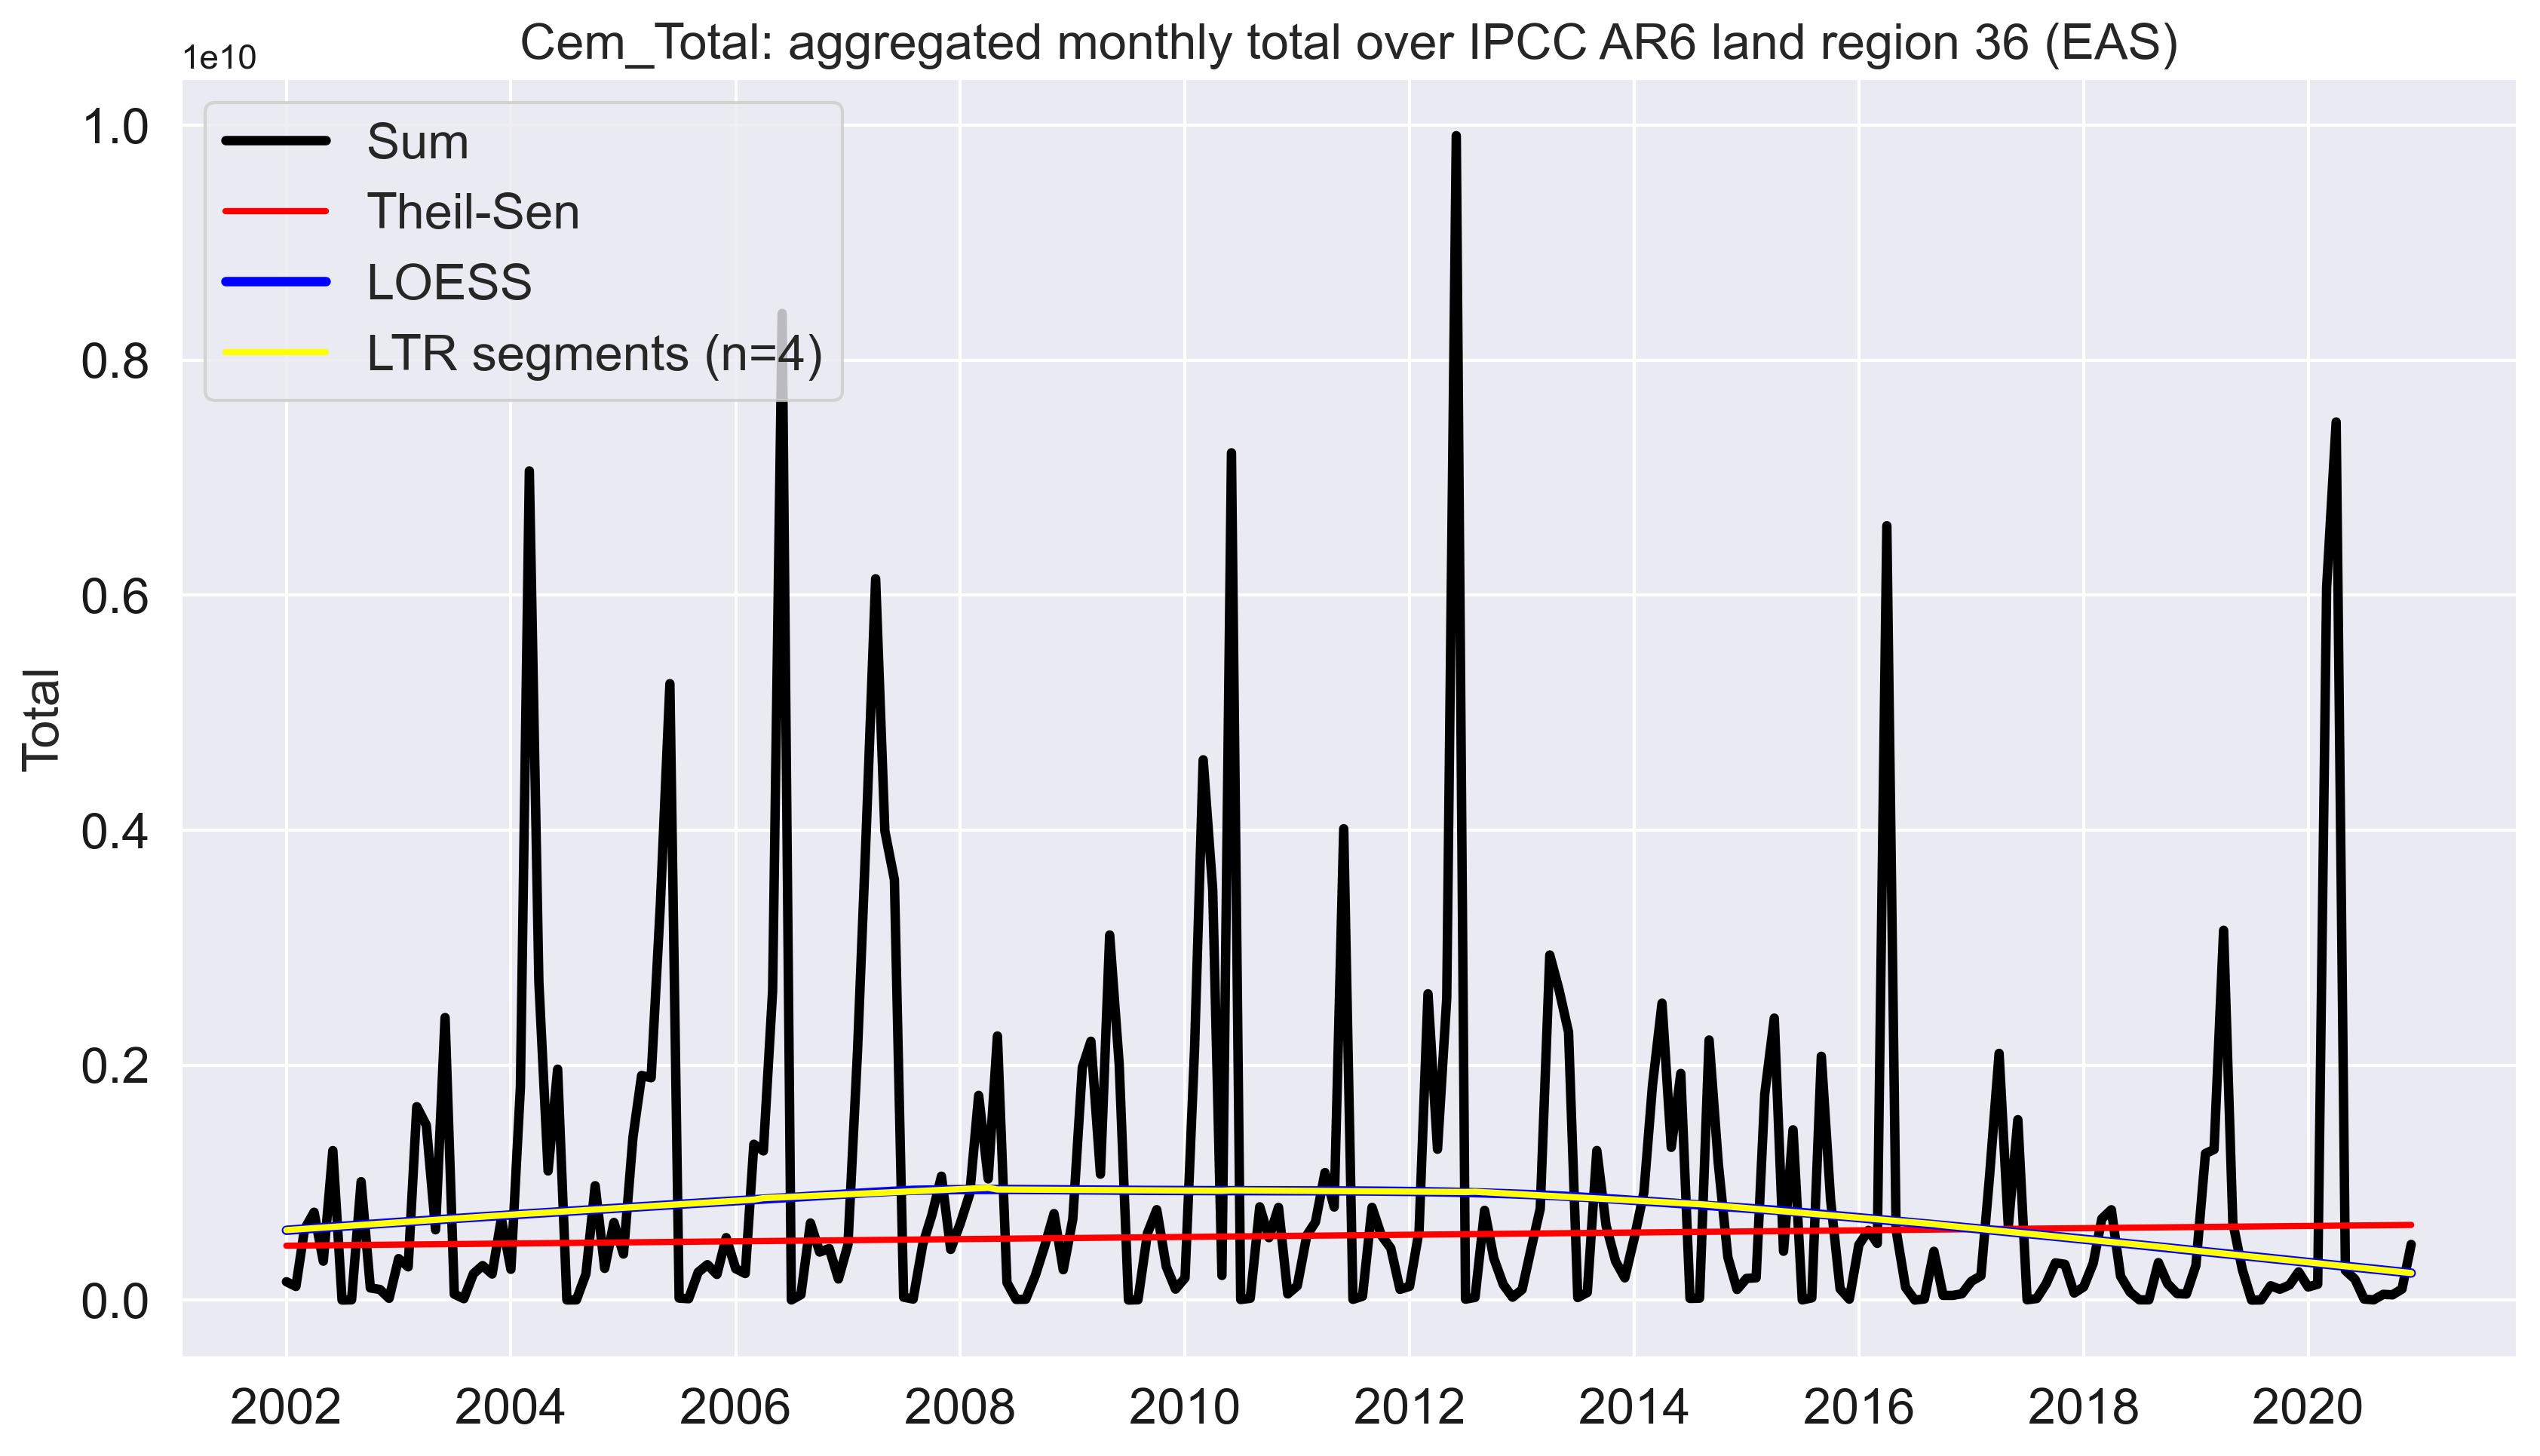 Cem_Total: aggregated monthly total over IPCC AR6 land region 36 (EAS)
1e10
1.0
0.8
0.6
0.4
0.2
0.0
Total
Sum
Theil-Sen
LOESS
LTR segments (n=4)
2002 2004 2006 2008 2010 2012 2014 2016 2018 2020